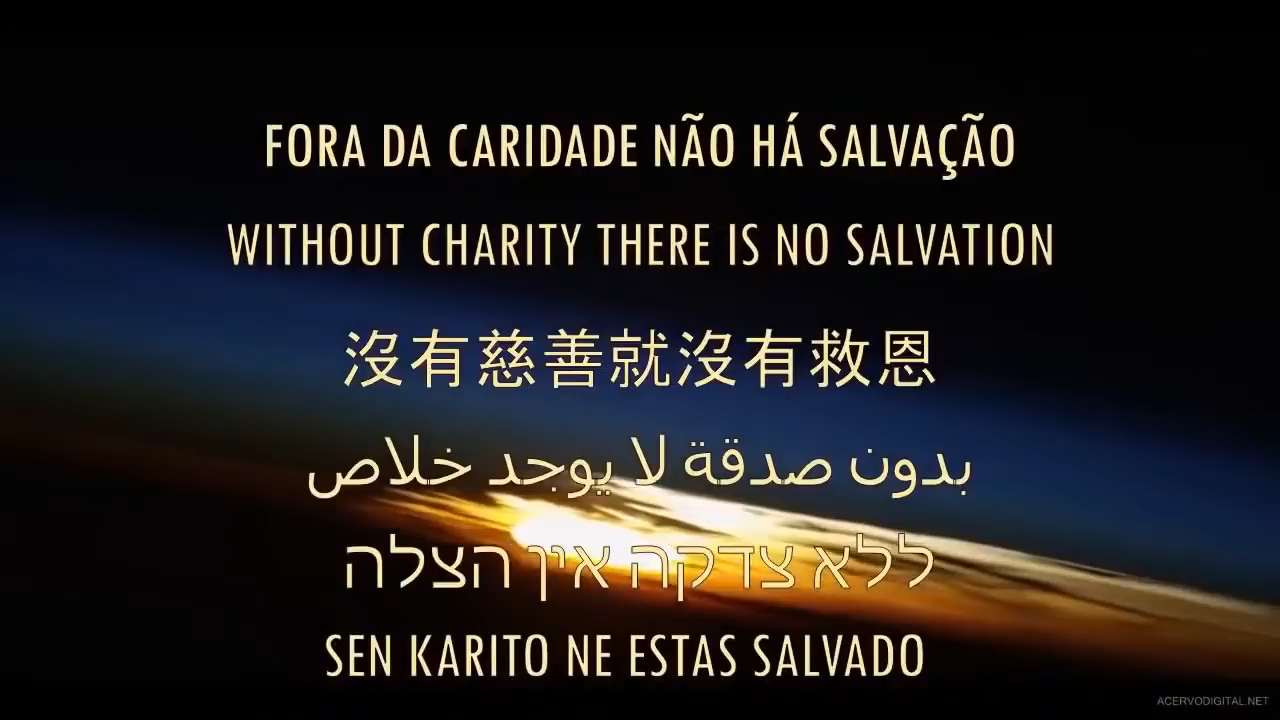 FORA DA CARIDADE NÃO HÁ SALVAÇÃO
WITHOUT CHARITY THERE IS NO SALVATION
沒有慈善就沒有救恩
بدون صدقة لا يوجد خلاص
ללא צדקה אין הצלה
SEN KARITO NE ESTAS SALVADO
ACERVODIGITAL.NET